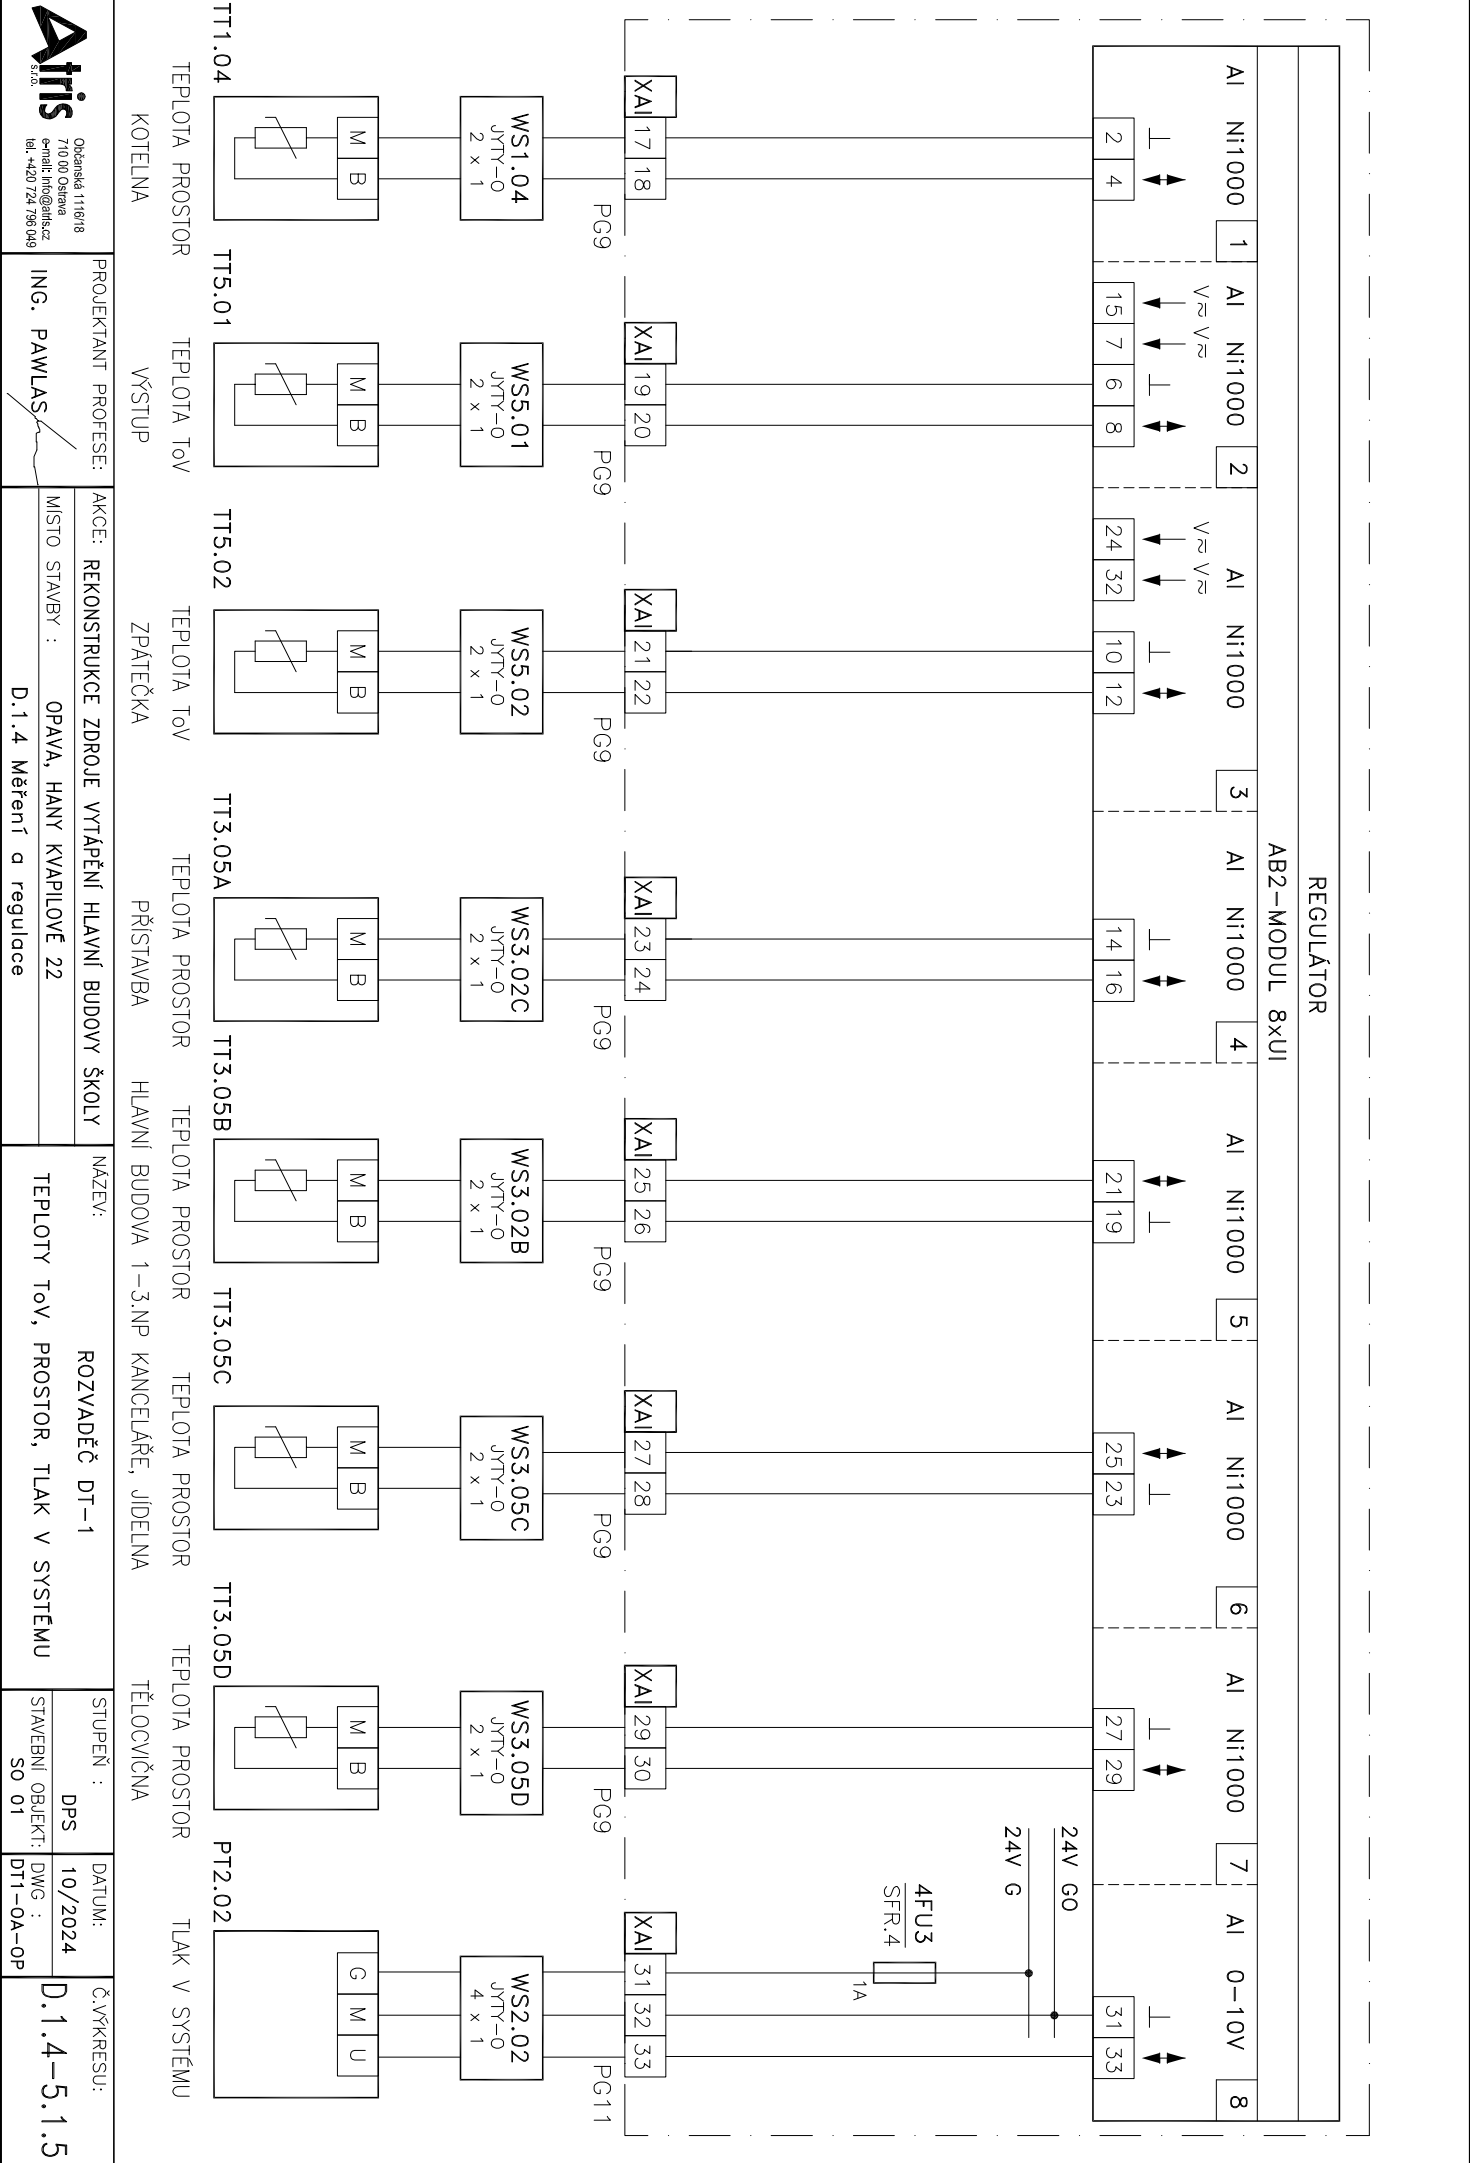 REGULÁTOR
AB2-MODUL 8xUI
AI Ni1000 1
AI Ni1000 2
AI Ni1000 3
AI Ni1000 4
AI Ni1000 5
AI Ni1000 6
AI Ni1000 7
AI 0-10V 8
V≂ V≂
V≂ V≂
2 4
15 7 6 8
24 32 10 12
14 16
21 19
25 23
27 29
31 33
24V G0
24V G
4FU3
SFR.4
1A
XAI 17 18
XAI 19 20
XAI 21 22
XAI 23 24
XAI 25 26
XAI 27 28
XAI 29 30
XAI 31 32 33
PG9
PG9
PG9
PG9
PG9
PG9
PG9
PG11
WS1.04
JYTY-O
2 x 1
WS5.01
JYTY-O
2 x 1
WS5.02
JYTY-O
2 x 1
WS3.02C
JYTY-O
2 x 1
WS3.02B
JYTY-O
2 x 1
WS3.05C
JYTY-O
2 x 1
WS3.05D
JYTY-O
2 x 1
WS2.02
JYTY-O
4 x 1
M B
M B
M B
M B
M B
M B
M B
G M U
TT1.04
TT5.01
TT5.02
TT3.05A
TT3.05B
TT3.05C
TT3.05D
PT2.02
TEPLOTA PROSTOR
TEPLOTA ToV
TEPLOTA ToV
TEPLOTA PROSTOR
TEPLOTA PROSTOR
TEPLOTA PROSTOR
TEPLOTA PROSTOR
TLAK V SYSTÉMU
KOTELNA
VÝSTUP
ZPÁTEČKA
PŘÍSTAVBA
HLAVNÍ BUDOVA 1-3.NP KANCELÁŘE, JÍDELNA
TĚLOCVIČNA
Atris
s.r.o.
Občanská 1116/18
710 00 Ostrava
e-mail: info@atris.cz
tel. +420 724 796 049
PROJEKTANT PROFESE:
ING. PAWLAS
AKCE: REKONSTRUKCE ZDROJE VYTÁPĚNÍ HLAVNÍ BUDOVY ŠKOLY
MÍSTO STAVBY : OPAVA, HANY KVAPILOVÉ 22
D.1.4 Měření a regulace
NÁZEV:
ROZVADĚČ DT-1
TEPLOTY ToV, PROSTOR, TLAK V SYSTÉMU
STUPEŇ :
DPS
STAVEBNÍ OBJEKT:
SO 01
DATUM:
10/2024
DWG :
DT1-OA-OP
Č.VÝKRESU:
D.1.4-5.1.5